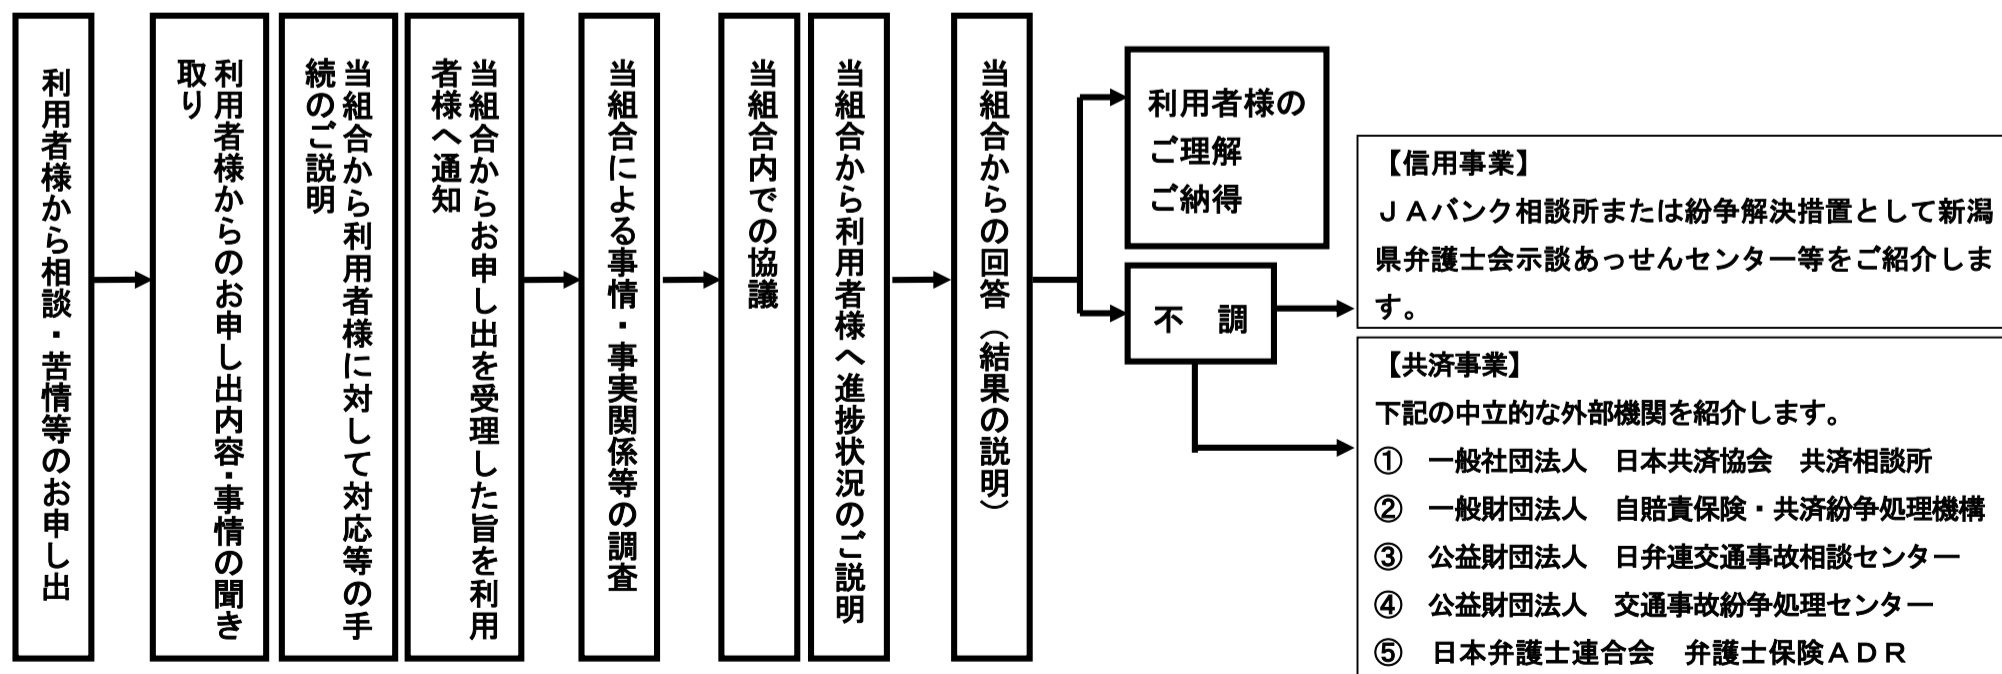 利用者様から相談・苦情等のお申し出
利用者様からのお申し出内容・事情の聞き
取り
当組合から利用者様に対して対応等の手
続のご説明
当組合からお申し出を受理した旨を利用
者様へ通知
当組合による事情・事実関係等の調査
当組合内での協議
当組合から利用者様へ進捗状況のご説明
当組合からの回答（結果の説明）
利用者様の
ご理解
ご納得
不　調
【信用事業】
ＪＡバンク相談所または紛争解決措置として新潟
県弁護士会示談あっせんセンター等をご紹介しま
す。
【共済事業】
下記の中立的な外部機関を紹介します。
①　一般社団法人　日本共済協会　共済相談所
②　一般財団法人　自賠責保険・共済紛争処理機構
③　公益財団法人　日弁連交通事故相談センター
④　公益財団法人　交通事故紛争処理センター
⑤　日本弁護士連合会　弁護士保険ＡＤＲ